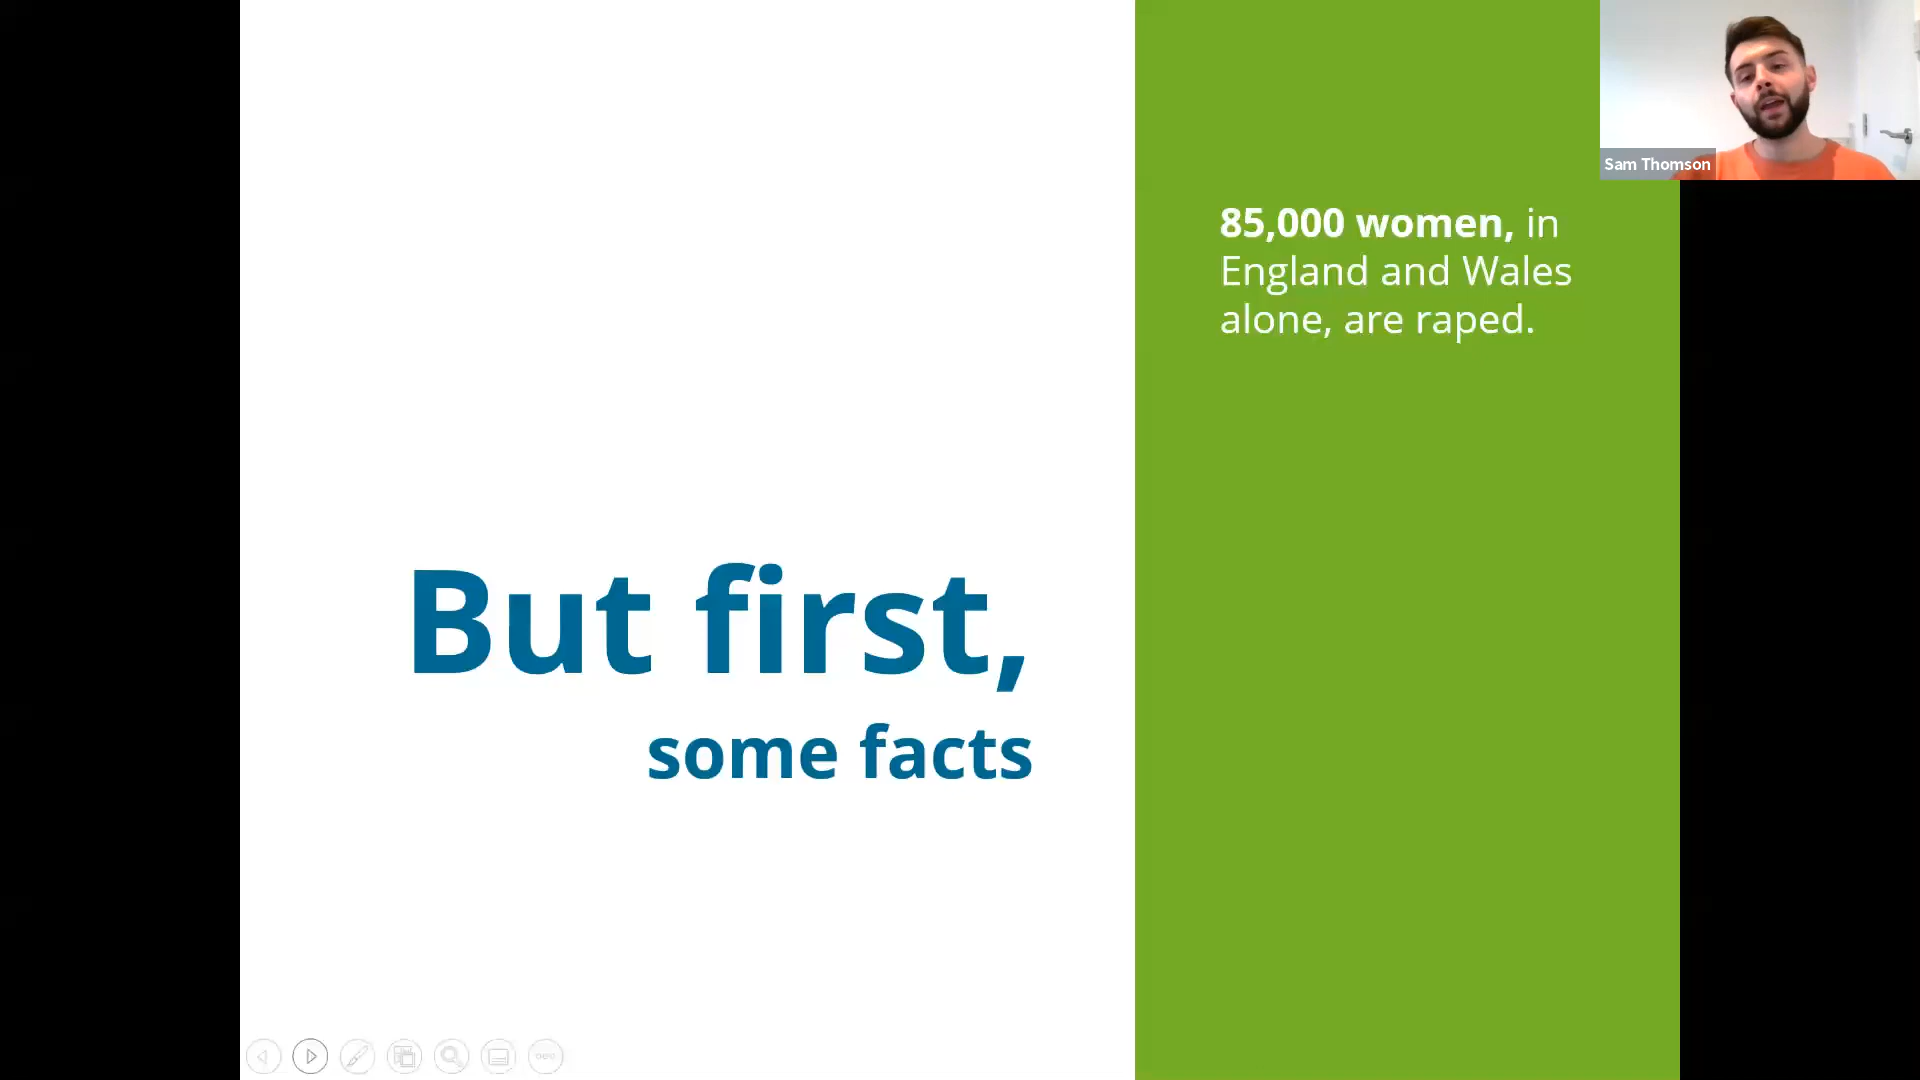 But first,
some facts
85,000 women, in
England and Wales
alone, are raped.
Sam Thomson